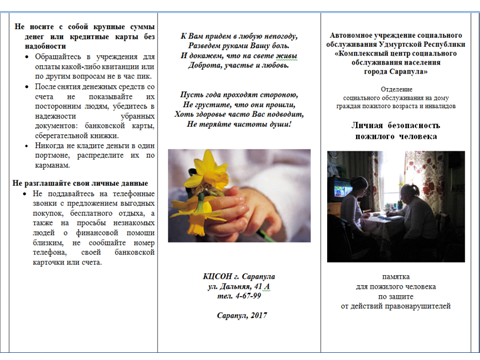 Не носите с собой крупные суммы
денег или кредитные карты без
надобности
• Обращайтесь в учреждения для
оплаты какой-либо квитанции или
по другим вопросам не в час пик.
• После снятия денежных средств со
счета не показывайте их
посторонним людям, убедитесь в
надежности убранных
документов: банковской карты,
сберегательной книжки.
• Никогда не кладите деньги в один
портмоне, распределите их по
карманам.
Не разглашайте свои личные данные
• Не поддавайтесь на телефонные
звонки с предложением выгодных
покупок, бесплатного отдыха, а
также на просьбы незнакомых
людей о финансовой помощи
близким, не сообщайте номер
телефона, своей банковской
карточки или счета.
К Вам придем в любую непогоду,
Разведем руками Вашу боль.
И докажем, что на свете живы
Доброта, участье и любовь.
Пусть года проходят стороною,
Не грустите, что они прошли,
Хоть здоровье часто Вас подводит,
Не теряйте чистоты души!
КЦСОН г. Сарапула
ул. Дальняя, 41 А
тел. 4-67-99
Сарапул, 2017
Автономное учреждение социального
обслуживания Удмуртской Республики
«Комплексный центр социального
обслуживания населения
города Сарапула»
Отделение
социального обслуживания на дому
граждан пожилого возраста и инвалидов
Личная безопасность
пожилого человека
памятка
для пожилого человека
по защите
от действий правонарушителей